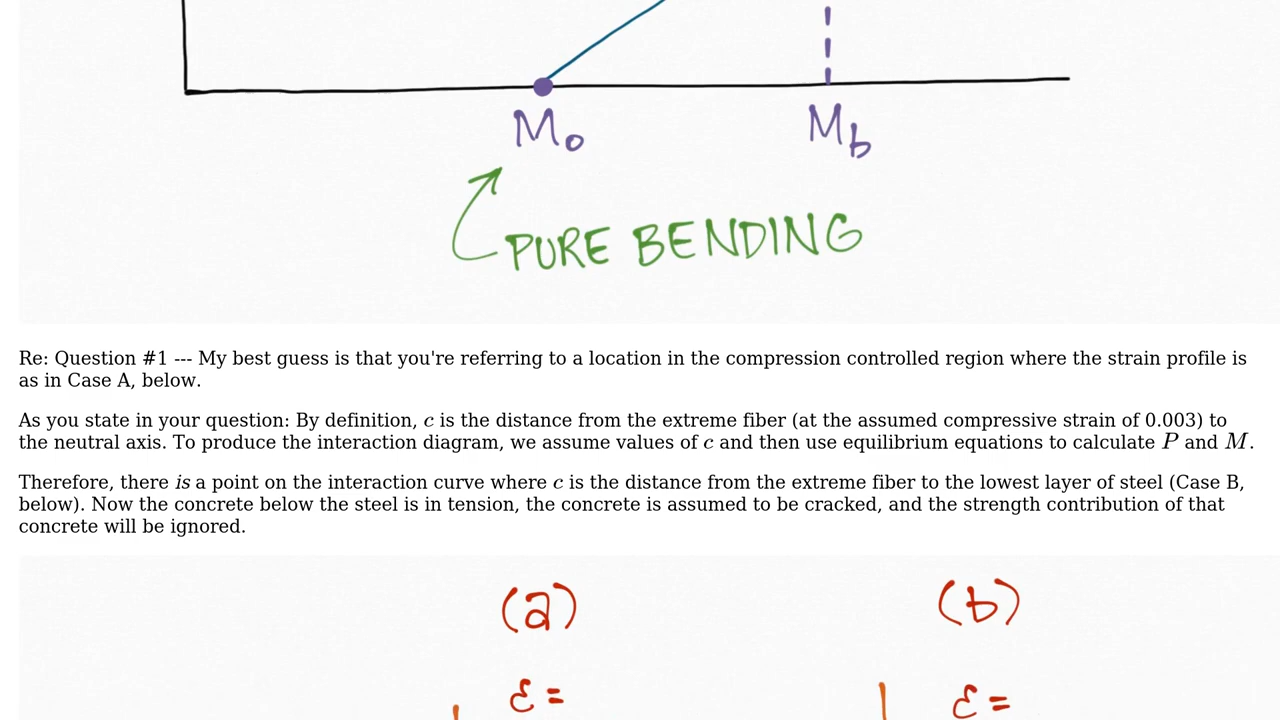 M₀ M_b
PURE BENDING
Re: Question #1 --- My best guess is that you're referring to a location in the compression controlled region where the strain profile is
as in Case A, below.
As you state in your question: By definition, c is the distance from the extreme fiber (at the assumed compressive strain of 0.003) to
the neutral axis. To produce the interaction diagram, we assume values of c and then use equilibrium equations to calculate P and M.
Therefore, there is a point on the interaction curve where c is the distance from the extreme fiber to the lowest layer of steel (Case B,
below). Now the concrete below the steel is in tension, the concrete is assumed to be cracked, and the strength contribution of that
concrete will be ignored.
(a) (b)
ε = ε =